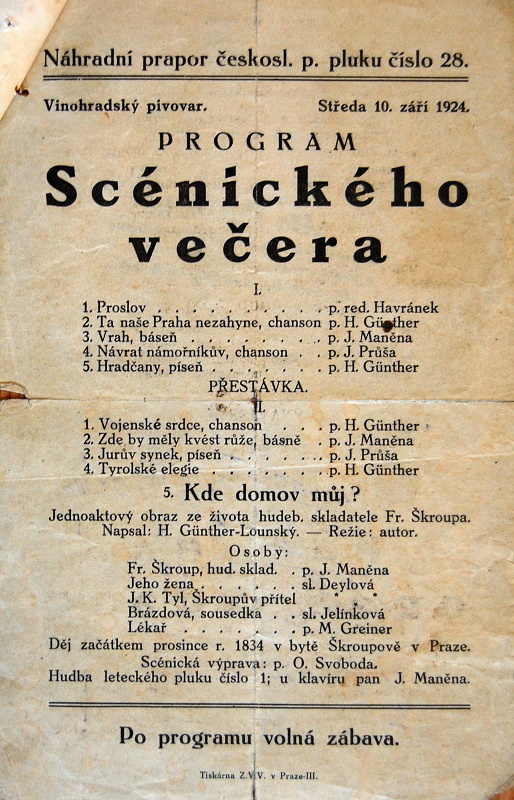 Náhradní prapor českosl. p. pluku číslo 28.
Vinohradský pivovar. Středa 10. září 1924.
PROGRAM
Scénického
večera
I.
1. Proslov . . . . . . . . . . . p. red. Havránek
2. Ta naše Praha nezahyne, chanson p. H. Günther
3. Vrah, báseň . . . . . . . . . p. J. Maněna
4. Návrat námořníkův, chanson . . p. J. Průša
5. Hradčany, píseň . . . . . . . p. H. Günther
PŘESTÁVKA.
II.
1. Vojenské srdce, chanson . . . p. H. Günther
2. Zde by měly kvést růže, básně . p. J. Maněna
3. Jurův synek, píseň . . . . . . p. J. Průša
4. Tyrolské elegie . . . . . . . p. H. Günther
5. Kde domov můj?
Jednoaktový obraz ze života hudeb. skladatele Fr. Škroupa.
Napsal: H. Günther-Lounský. — Režie: autor.
Osoby:
Fr. Škroup, hud. sklad. . p. J. Maněna
Jeho žena . . . . . . sl. Deylová
J. K. Tyl, Škroupův přítel * * *
Brázdová, sousedka . . sl. Jelínková
Lékař . . . . . . . . p. M. Greiner
Děj začátkem prosince r. 1834 v bytě Škroupově v Praze.
Scénická výprava: p. O. Svoboda.
Hudba leteckého pluku číslo 1; u klavíru pan J. Maněna.
Po programu volná zábava.
Tiskárna Z.V.V. v Praze-III.